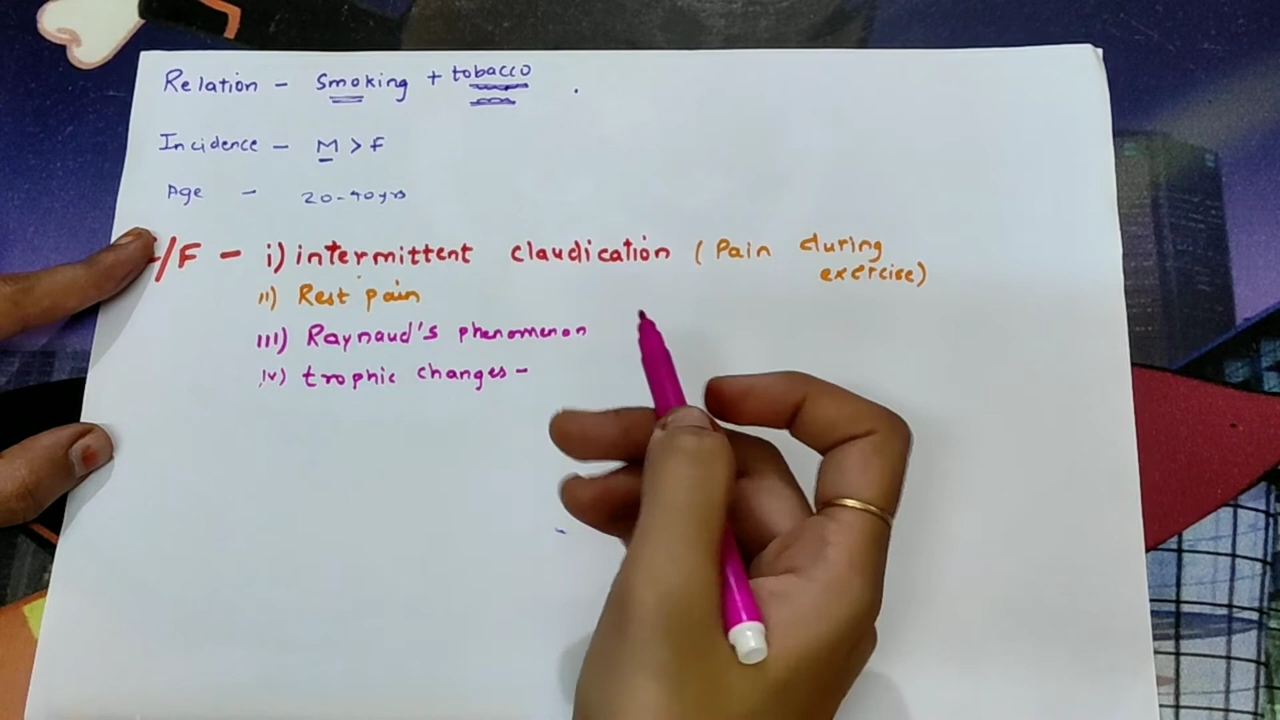 Relation - Smoking + tobacco .
Incidence - M > F
Age - 20-40yrs
/F - i) intermittent claudication (Pain during
exercise)
ii) Rest pain
iii) Raynaud's phenomenon
iv) trophic changes -